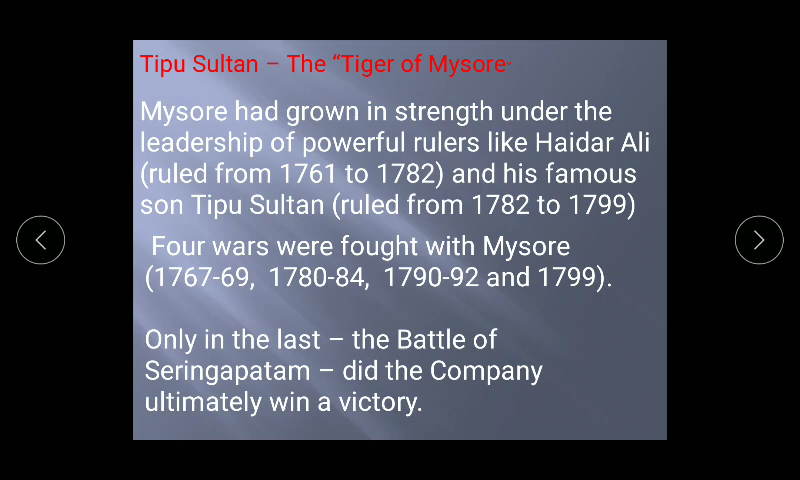 Tipu Sultan – The “Tiger of Mysore”
Mysore had grown in strength under the
leadership of powerful rulers like Haidar Ali
(ruled from 1761 to 1782) and his famous
son Tipu Sultan (ruled from 1782 to 1799)
Four wars were fought with Mysore
(1767-69, 1780-84, 1790-92 and 1799).
Only in the last – the Battle of
Seringapatam – did the Company
ultimately win a victory.